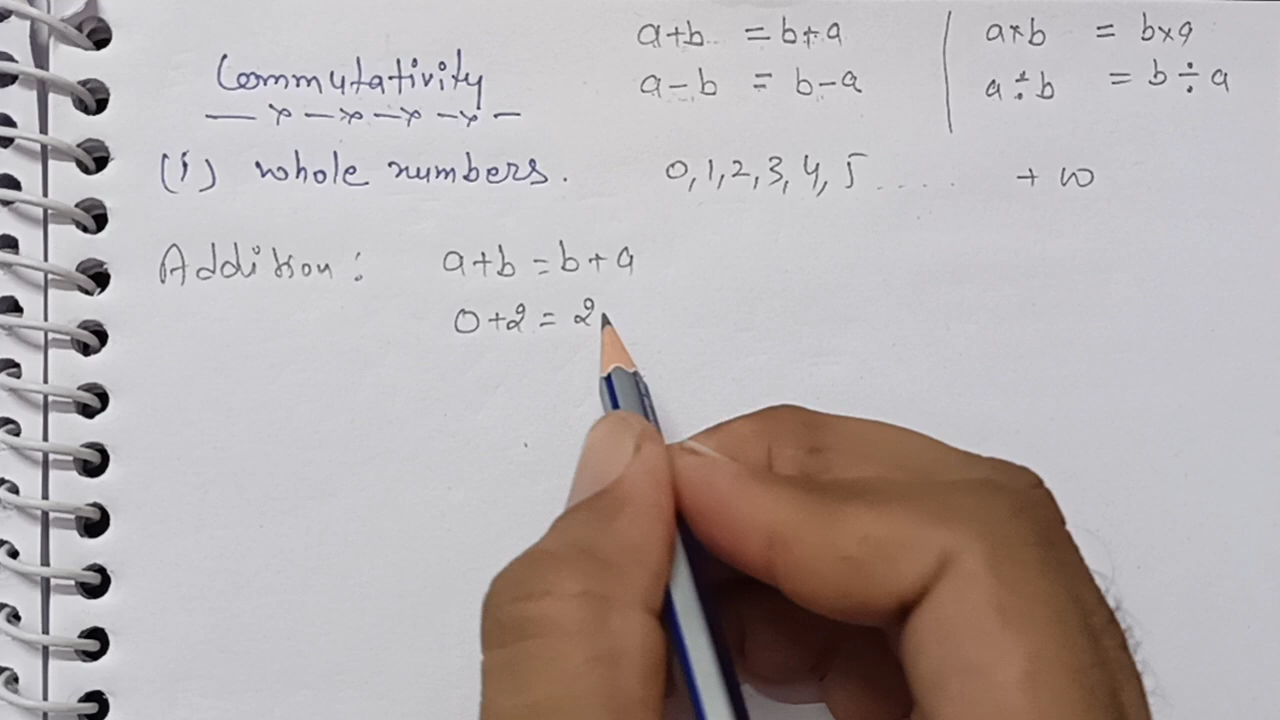 Commutativity
a+b = b+a
a-b = b-a
a×b = b×a
a÷b = b÷a
(i) whole numbers. 0,1,2,3,4,5..... +∞
Addition: a+b = b+a
0+2 = 2